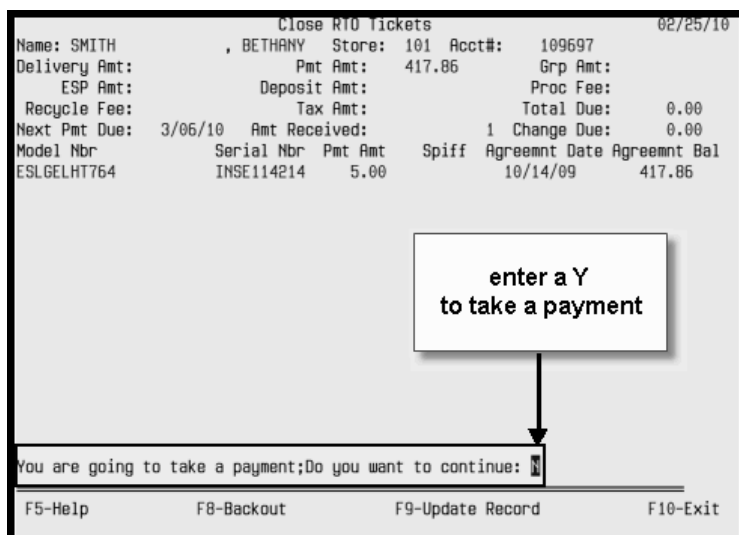 Close RTO Tickets 02/25/10
Name: SMITH , BETHANY Store: 101 Acct#: 109697
Delivery Amt: Pmt Amt: 417.86 Grp Amt:
ESP Amt: Deposit Amt: Proc Fee:
Recycle Fee: Tax Amt: Total Due: 0.00
Next Pmt Due: 3/06/10 Amt Received: 1 Change Due: 0.00
Model Nbr Serial Nbr Pmt Amt Spiff Agreemnt Date Agreemnt Bal
ESLGELHT764 INSE114214 5.00 10/14/09 417.86
enter a Y
to take a payment
You are going to take a payment;Do you want to continue: N
F5-Help F8-Backout F9-Update Record F10-Exit